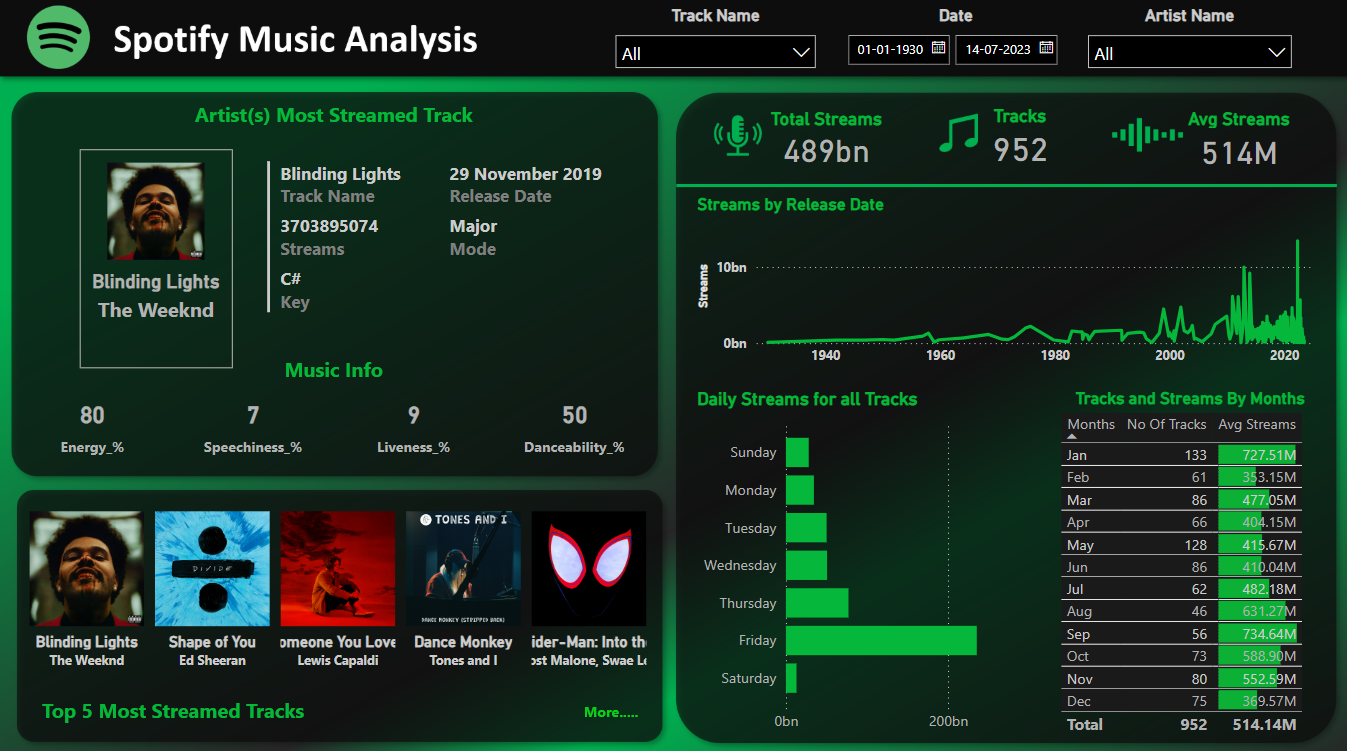 Spotify Music Analysis
Track Name
All
Date
01-01-1930 14-07-2023
Artist Name
All
Artist(s) Most Streamed Track
Blinding Lights
The Weeknd
Blinding Lights
Track Name
29 November 2019
Release Date
3703895074
Streams
Major
Mode
C#
Key
Music Info
80 7 9 50
Energy_% Speechiness_% Liveness_% Danceability_%
Blinding Lights
The Weeknd
DIVIDE
Shape of You
Ed Sheeran
omeone You Love
Lewis Capaldi
TONES AND I
DANCE MONKEY (STRIPPED BACK)
Dance Monkey
Tones and I
ider-Man: Into the
ost Malone, Swae Le
Top 5 Most Streamed Tracks
More.....
Total Streams
489bn
Tracks
952
Avg Streams
514M
Streams by Release Date
Streams
10bn
0bn
1940 1960 1980 2000 2020
Daily Streams for all Tracks
Sunday
Monday
Tuesday
Wednesday
Thursday
Friday
Saturday
0bn 200bn
Tracks and Streams By Months
Months No Of Tracks Avg Streams
Jan 133 727.51M
Feb 61 353.15M
Mar 86 477.05M
Apr 66 404.15M
May 128 415.67M
Jun 86 410.04M
Jul 62 482.18M
Aug 46 631.27M
Sep 56 734.64M
Oct 73 588.90M
Nov 80 552.59M
Dec 75 369.57M
Total 952 514.14M